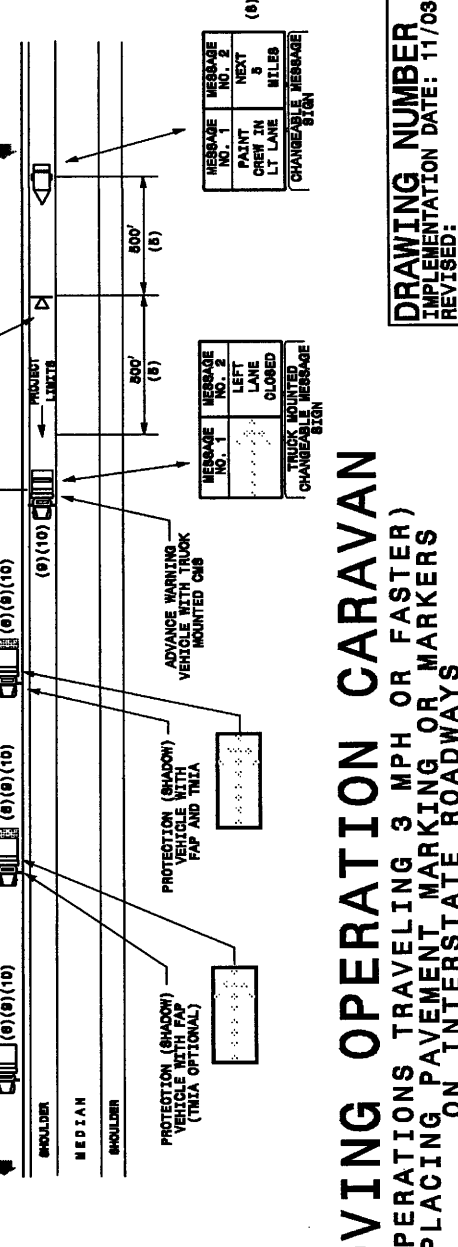 (6)(9)(10)
(8)(9)(10)
(8)(9)(10)
(9)(10)
PROJECT
LIMITS
500'
(5)
500'
(5)
SHOULDER
MEDIAN
SHOULDER
PROTECTION (SHADOW)
VEHICLE WITH FAP
(TMIA OPTIONAL)
PROTECTION (SHADOW)
VEHICLE WITH
FAP AND TMIA
ADVANCE WARNING
VEHICLE WITH TRUCK
MOUNTED CMS
MESSAGE NO. 1
MESSAGE NO. 2
LEFT
LANE
CLOSED
TRUCK MOUNTED
CHANGEABLE MESSAGE
SIGN
MESSAGE NO. 1
MESSAGE NO. 2
PAINT
CREW IN
LT LANE
NEXT
5
MILES
CHANGEABLE MESSAGE
SIGN
VING OPERATION CARAVAN
PERATIONS TRAVELING 3 MPH OR FASTER)
PLACING PAVEMENT MARKING OR MARKERS
ON INTERSTATE ROADWAYS
DRAWING NUMBER
IMPLEMENTATION DATE: 11/03
REVISED: